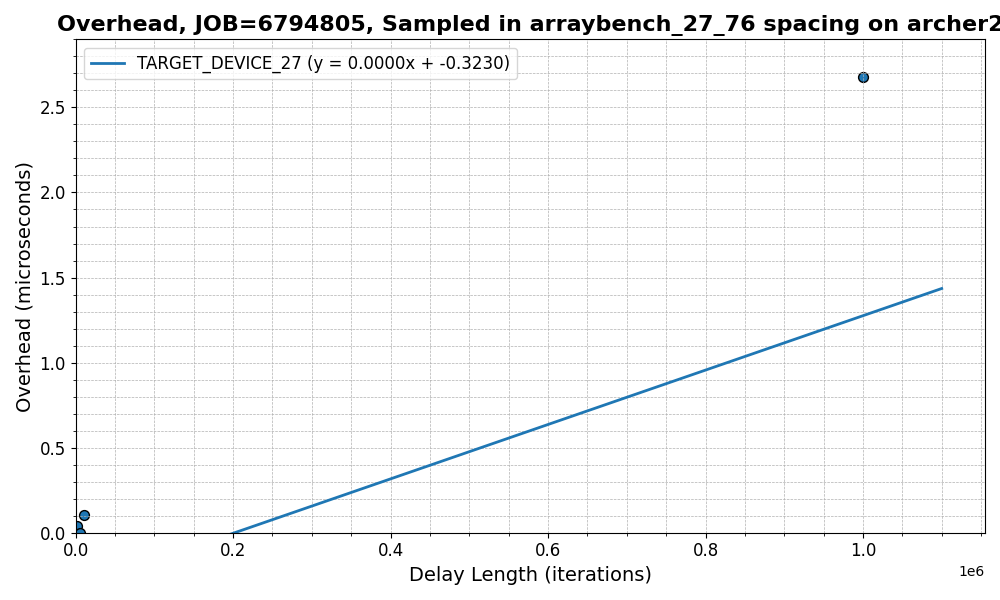 Overhead, JOB=6794805, Sampled in arraybench_27_76 spacing on archer2
TARGET_DEVICE_27 (y = 0.0000x + -0.3230)
Overhead (microseconds)
2.5
2.0
1.5
1.0
0.5
0.0
0.0 0.2 0.4 0.6 0.8 1.0
1e6
Delay Length (iterations)